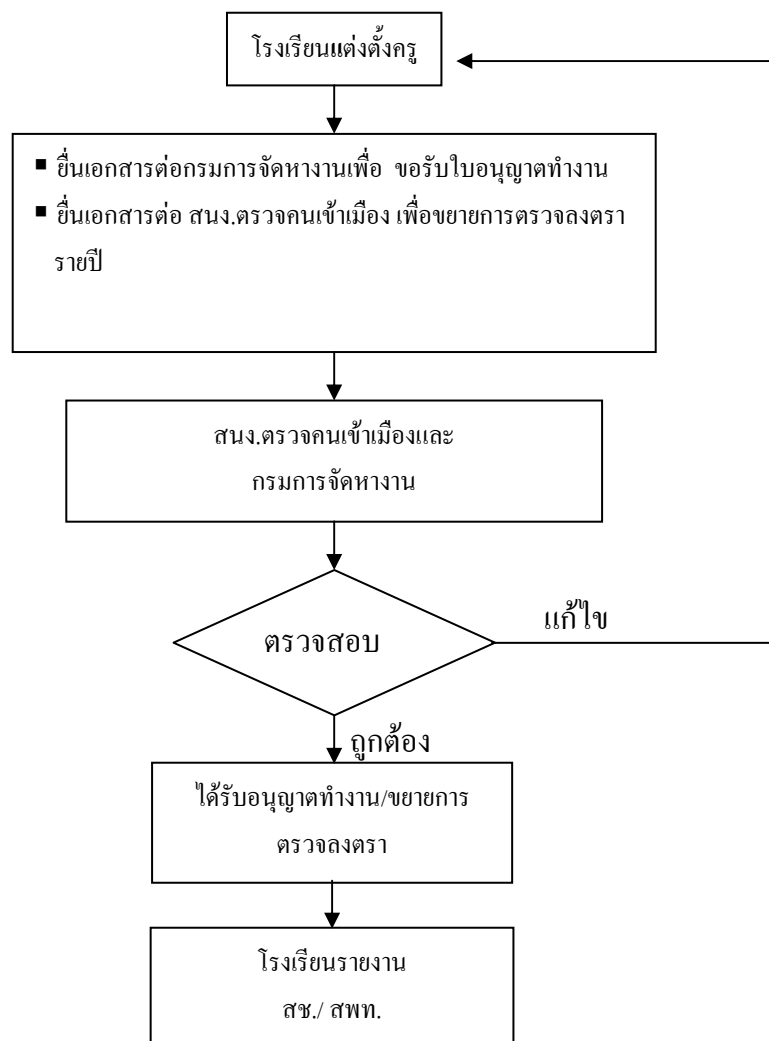 โรงเรียนแต่งตั้งครู
▪ ยื่นเอกสารต่อกรมการจัดหางานเพื่อ ขอรับใบอนุญาตทำงาน
▪ ยื่นเอกสารต่อ สนง.ตรวจคนเข้าเมือง เพื่อขยายการตรวจลงตรา
รายปี
สนง.ตรวจคนเข้าเมืองและ
กรมการจัดหางาน
ตรวจสอบ
แก้ไข
ถูกต้อง
ได้รับอนุญาตทำงาน/ขยายการ
ตรวจลงตรา
โรงเรียนรายงาน
สช./ สพท.